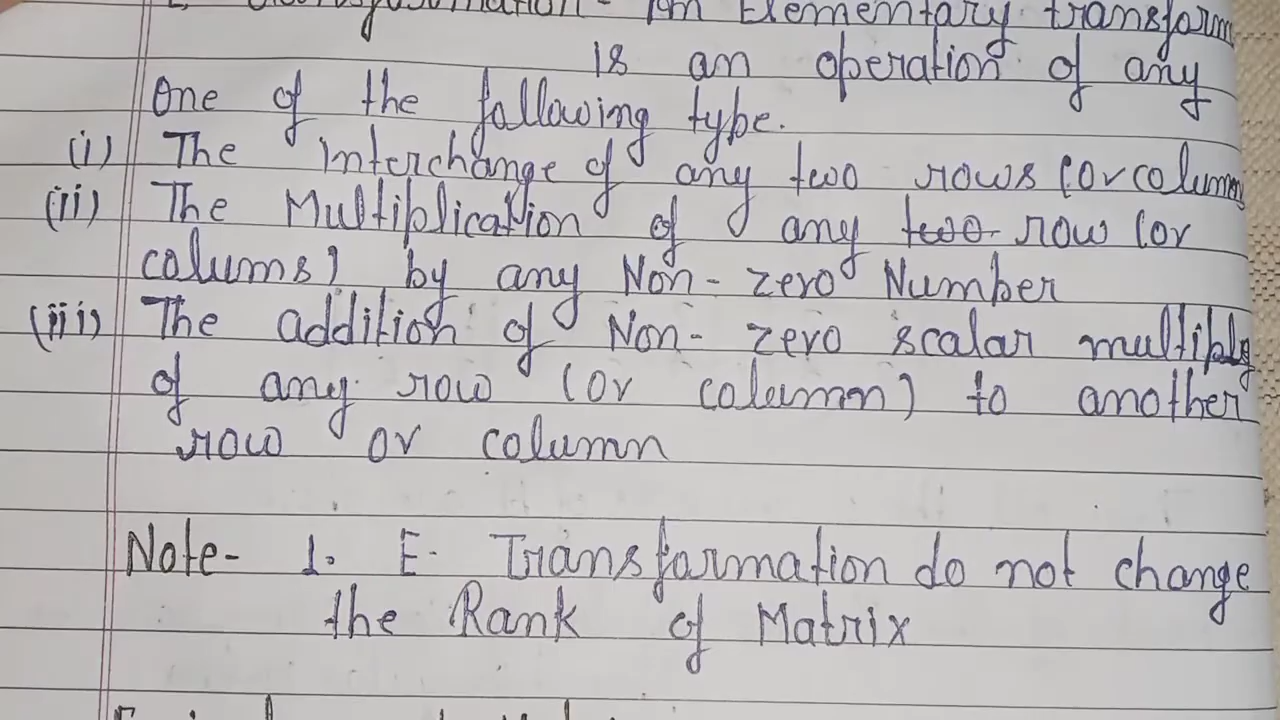 Elementary transform
is an operation of any
One of the following type.
(i) The interchange of any two rows (or column
(ii) The Multiplication of any two row (or
colums) by any Non-zero Number
(iii) The addition of Non-zero scalar multiply
of any row (or column) to another
row or column
Note- 1. E- Transformation do not change
the Rank of Matrix